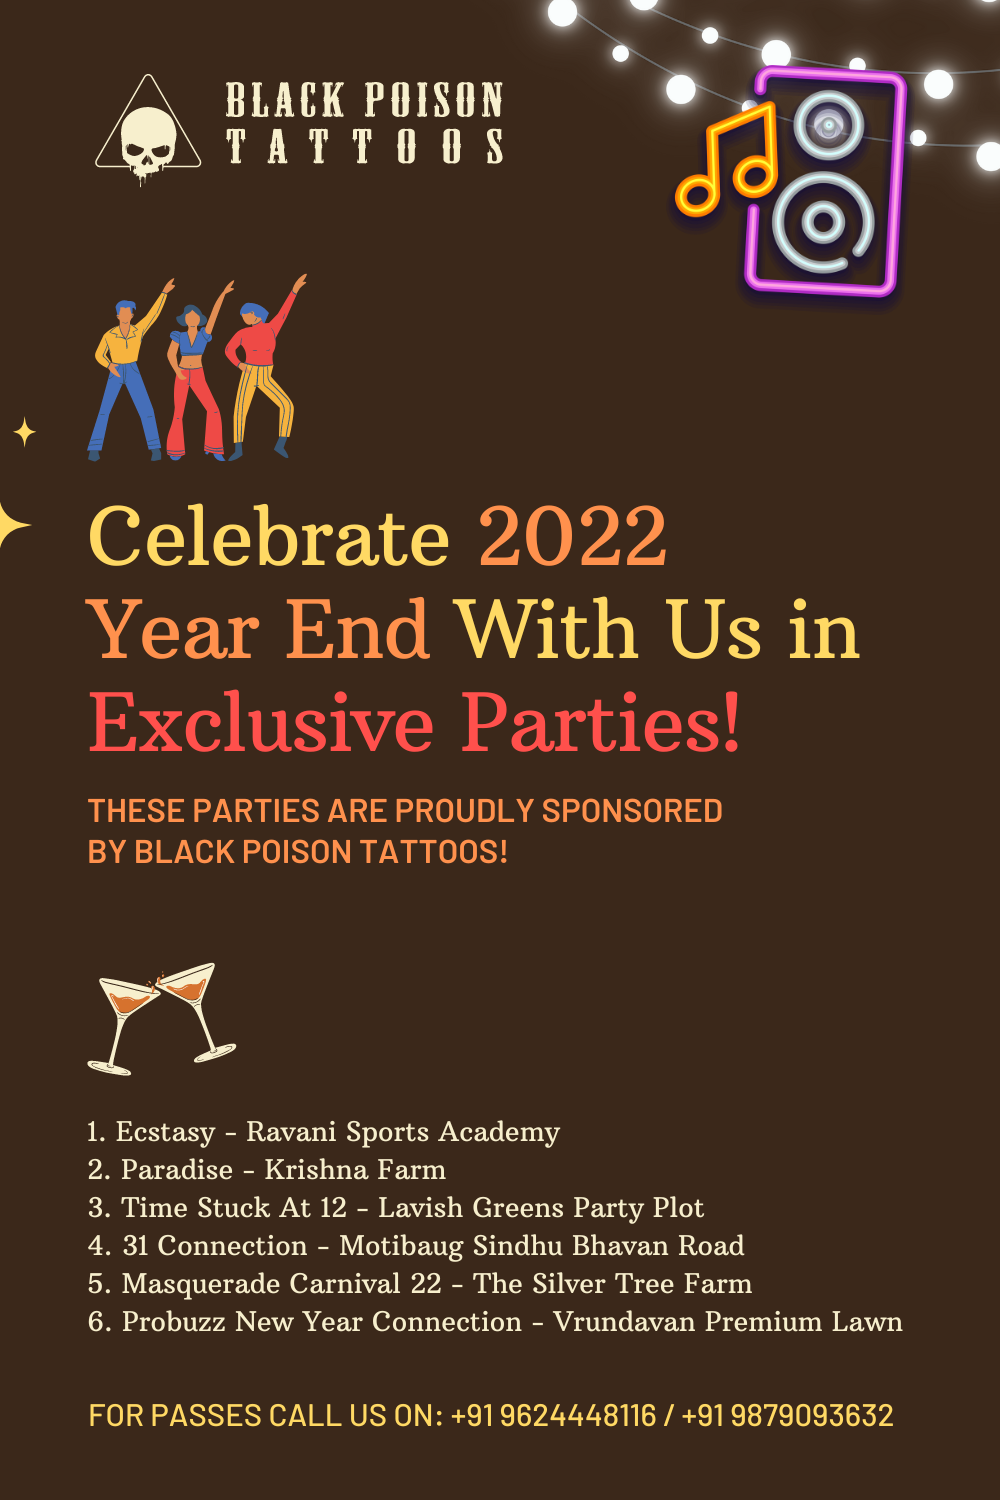 BLACK POISON
TATTOOS
Celebrate 2022
Year End With Us in
Exclusive Parties!
THESE PARTIES ARE PROUDLY SPONSORED
BY BLACK POISON TATTOOS!
1. Ecstasy - Ravani Sports Academy
2. Paradise - Krishna Farm
3. Time Stuck At 12 - Lavish Greens Party Plot
4. 31 Connection - Motibaug Sindhu Bhavan Road
5. Masquerade Carnival 22 - The Silver Tree Farm
6. Probuzz New Year Connection - Vrundavan Premium Lawn
FOR PASSES CALL US ON: +91 9624448116 / +91 9879093632